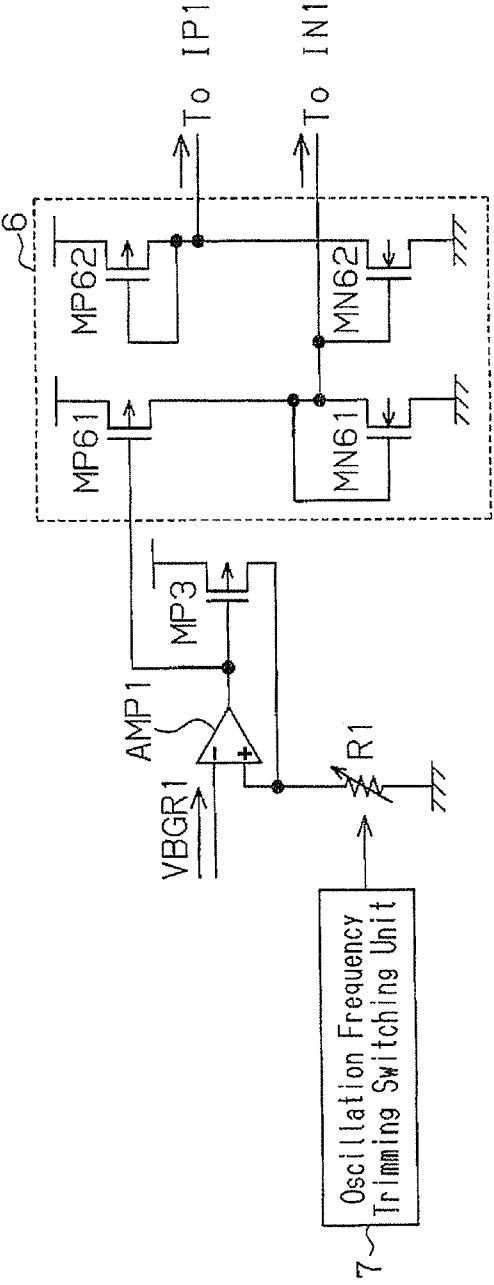 6
MP62
To IP1
MP61
MN62
To IN1
MN61
MP3
AMP1
-
+
VBGR1
R1
Oscillation Frequency
Trimming Switching Unit
7